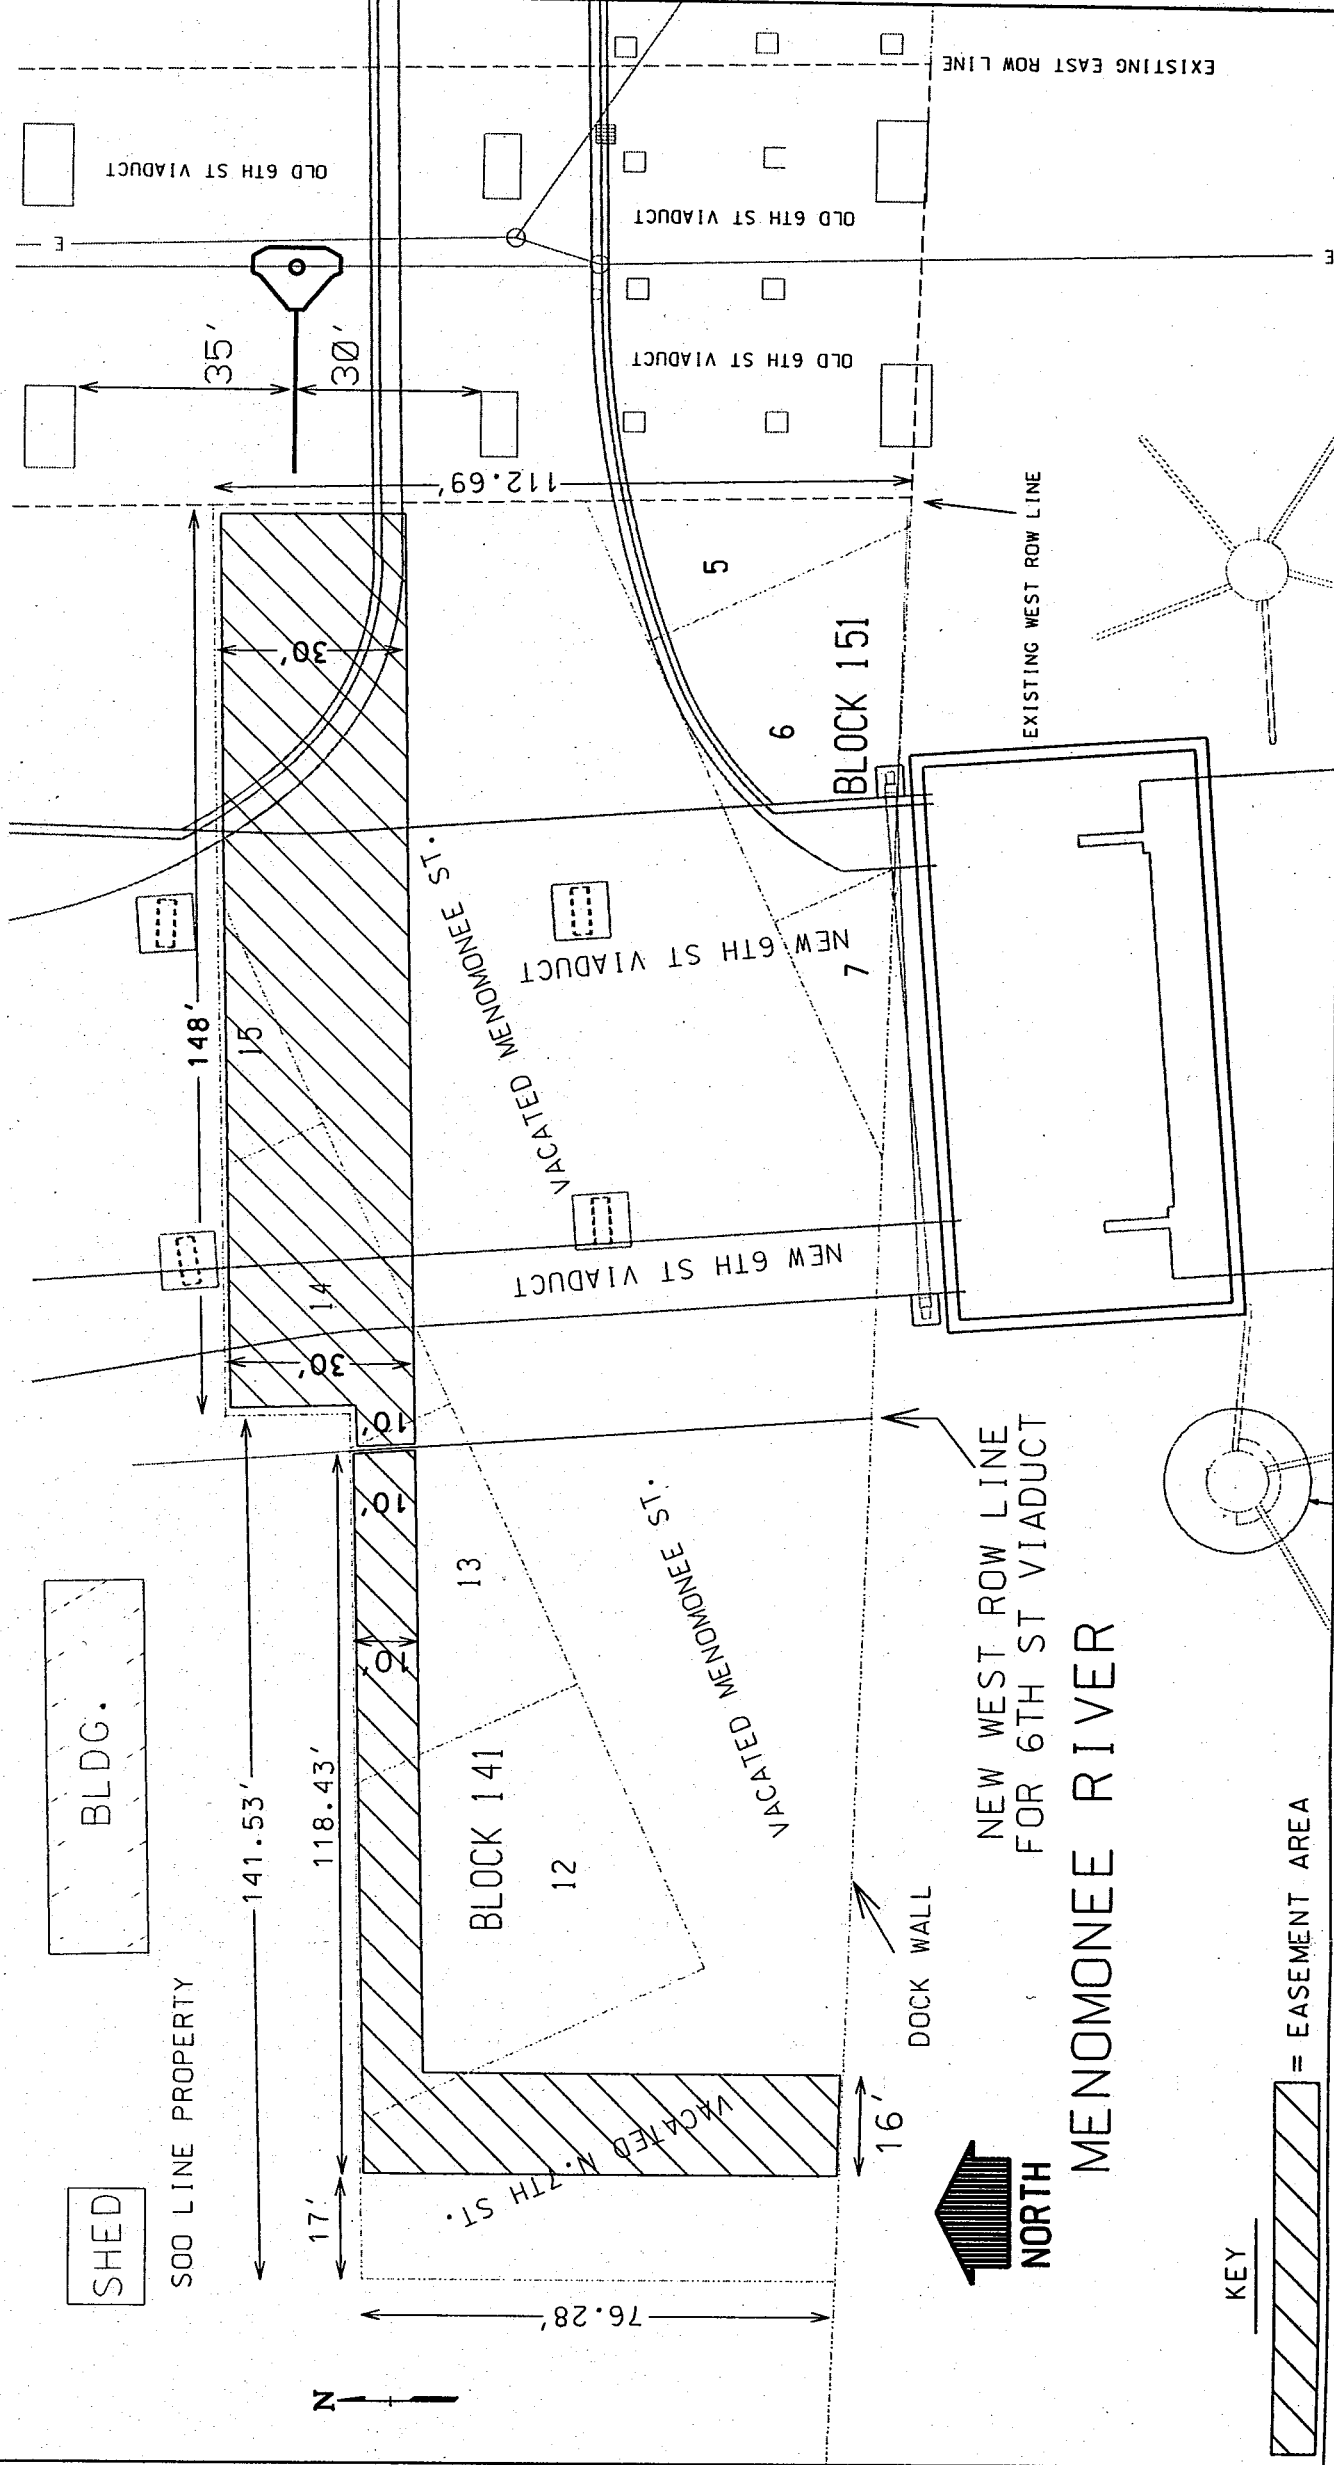 SHED
SOO LINE PROPERTY
BLDG.
N
76.28'
17'
141.53'
118.43'
148'
35'
30'
112.69'
30'
30'
10'
10'
10'
16'
15
14
13
12
BLOCK 141
5
6
7
BLOCK 151
VACATED N. 7TH ST.
VACATED MENOMONEE ST.
VACATED MENOMONEE ST.
NEW 6TH ST VIADUCT
NEW 6TH ST VIADUCT
OLD 6TH ST VIADUCT
OLD 6TH ST VIADUCT
OLD 6TH ST VIADUCT
E
E
EXISTING EAST ROW LINE
EXISTING WEST ROW LINE
NEW WEST ROW LINE
FOR 6TH ST VIADUCT
DOCK WALL
MENOMONEE RIVER
NORTH
KEY
= EASEMENT AREA